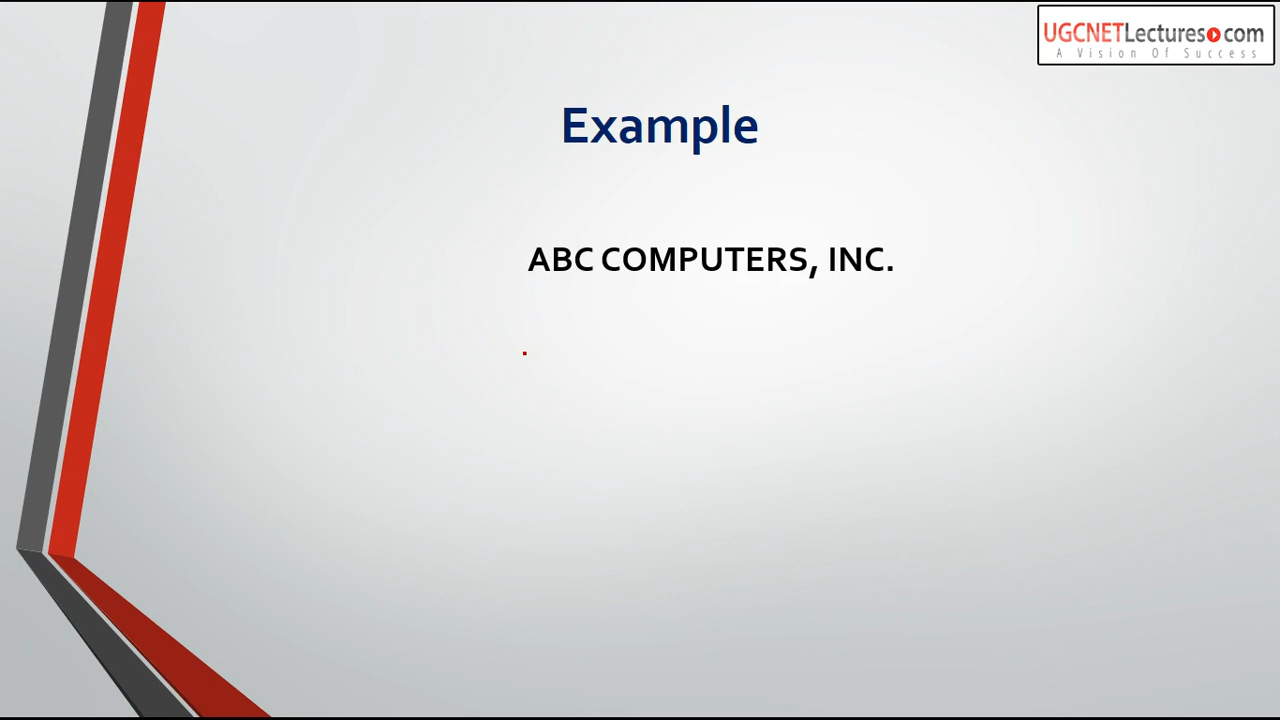 UGCNETLectures.com
A Vision Of Success
Example
ABC COMPUTERS, INC.